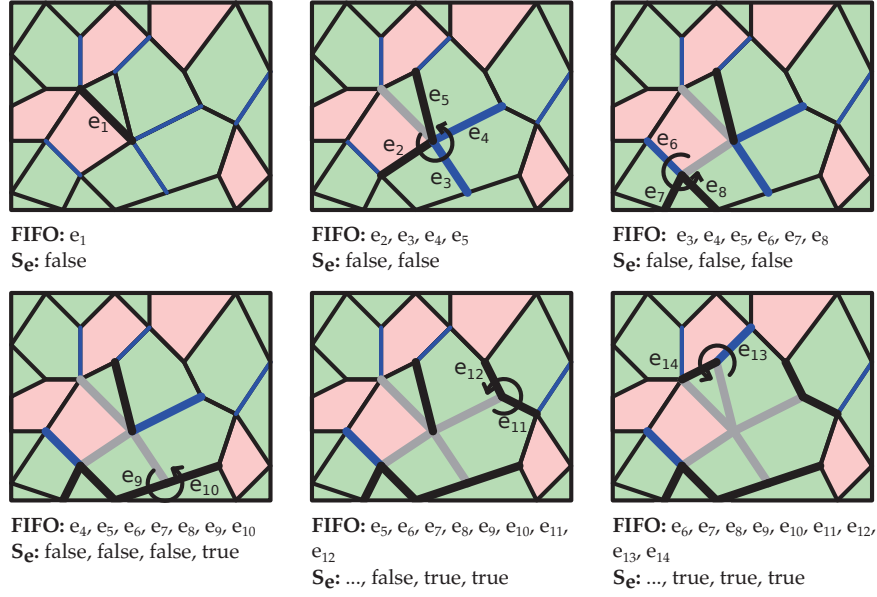 e1
FIFO: e1
Se: false
e5
e4
e2
e3
FIFO: e2, e3, e4, e5
Se: false, false
e6
e7
e8
FIFO: e3, e4, e5, e6, e7, e8
Se: false, false, false
e9
e10
FIFO: e4, e5, e6, e7, e8, e9, e10
Se: false, false, false, true
e12
e11
FIFO: e5, e6, e7, e8, e9, e10, e11,
e12
Se: ..., false, true, true
e13
e14
FIFO: e6, e7, e8, e9, e10, e11, e12,
e13, e14
Se: ..., true, true, true